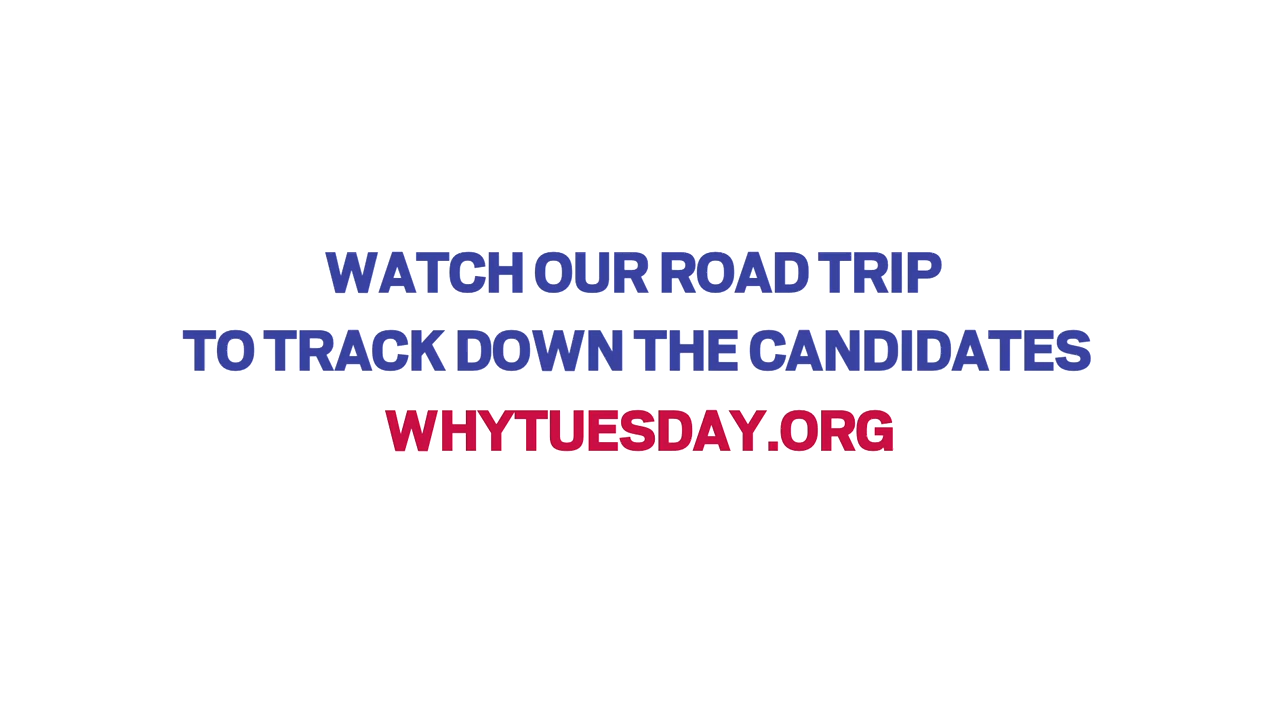 WATCH OUR ROAD TRIP
TO TRACK DOWN THE CANDIDATES
WHYTUESDAY.ORG